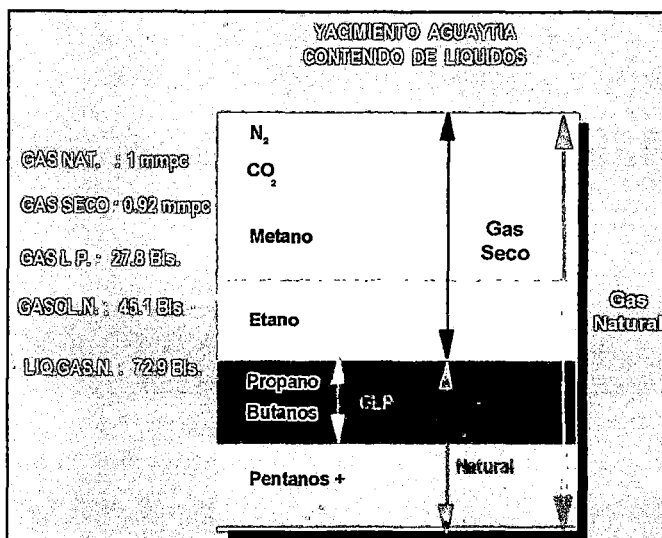 YACIMIENTO AGUAYTIA
CONTENIDO DE LIQUIDOS
GAS NAT. : 1 mmpc
GAS SECO : 0.92 mmpc
GAS L P. : 27.8 Bls.
GASOL.N. : 45.1 Bls
LIQ.GAS.N. : 72.9 Bls.
N₂
CO₂
Metano
Etano
Propano
Butanos
Pentanos +
Gas
Seco
GLP
Natural
Gas
Natural